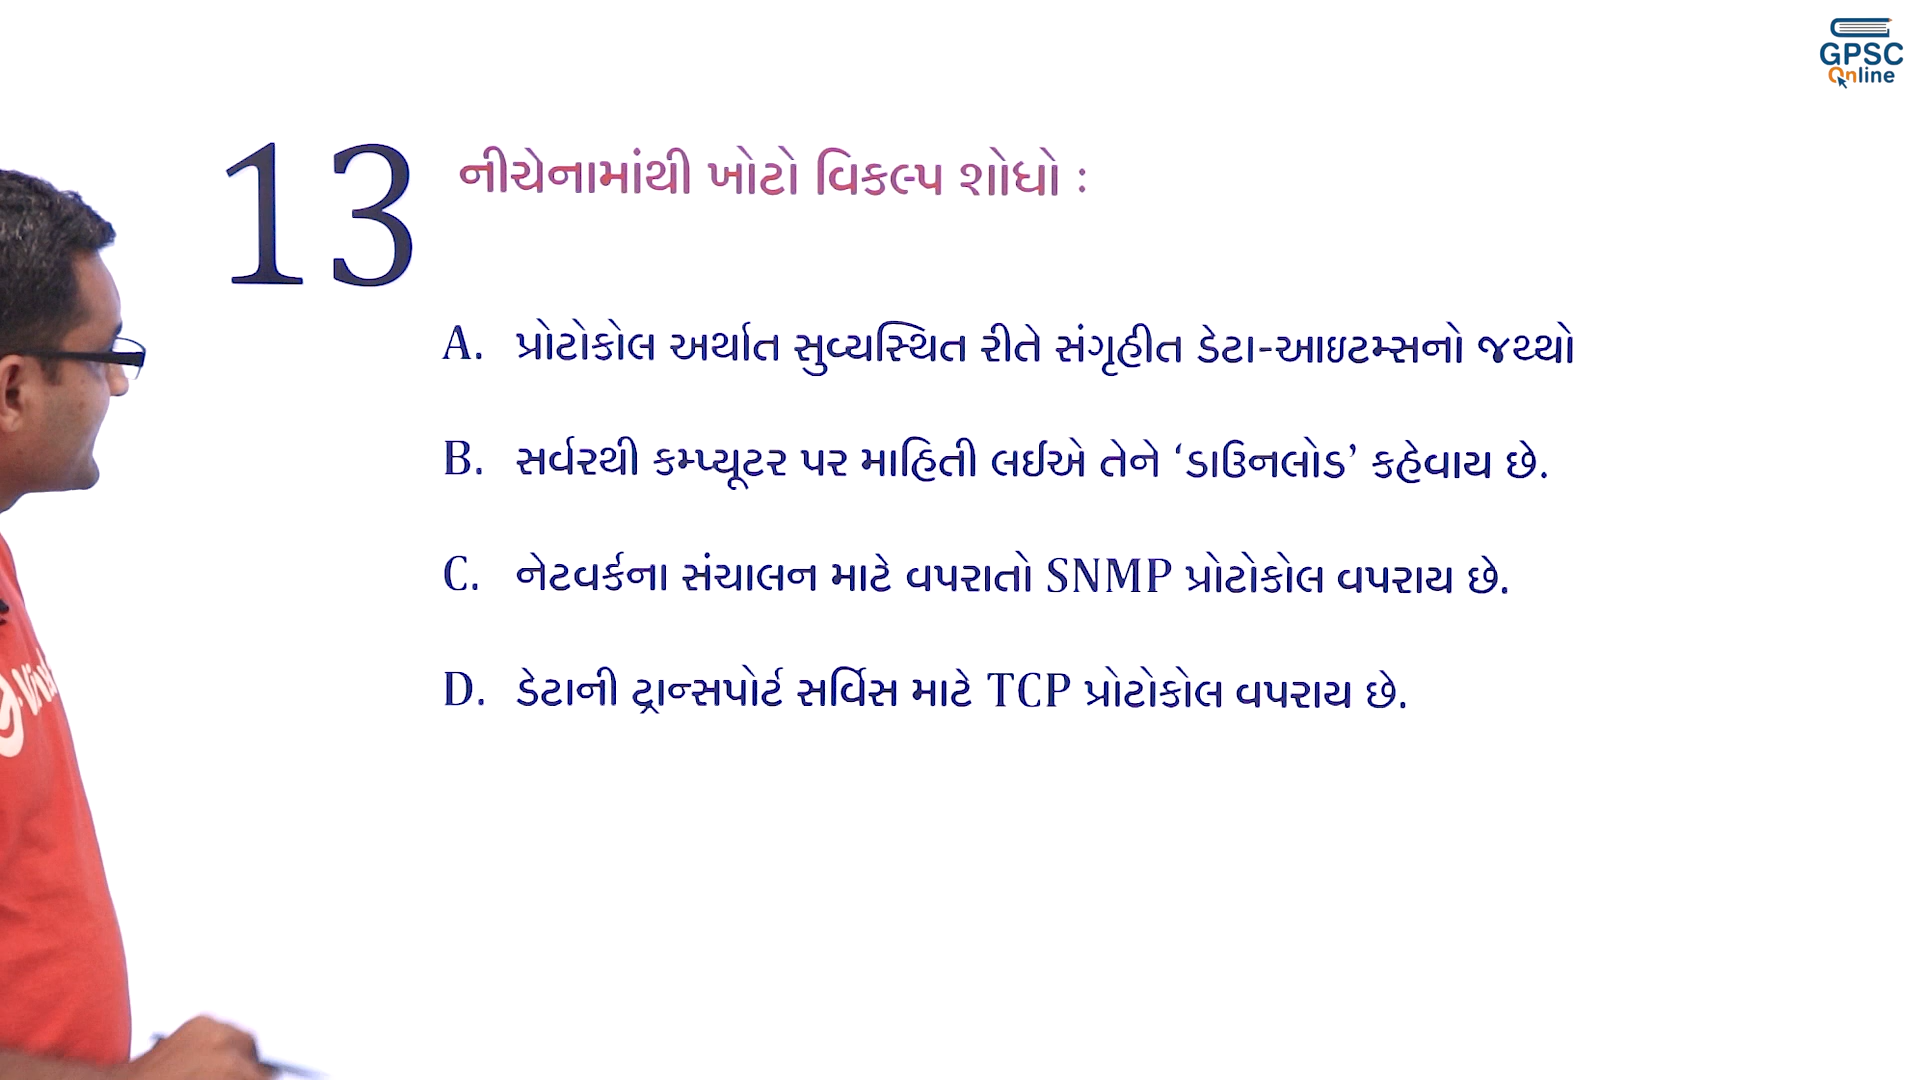 GPSC
Online
13
નીચેનામાંથી ખોટો વિકલ્પ શોધો :
A. પ્રોટોકોલ અર્થાત સુવ્યસ્થિત રીતે સંગૃહીત ડેટા-આઇટમ્સનો જથ્થો
B. સર્વરથી કમ્પ્યૂટર પર માહિતી લઈએ તેને ‘ડાઉનલોડ’ કહેવાય છે.
C. નેટવર્કના સંચાલન માટે વપરાતો SNMP પ્રોટોકોલ વપરાય છે.
D. ડેટાની ટ્રાન્સપોર્ટ સર્વિસ માટે TCP પ્રોટોકોલ વપરાય છે.